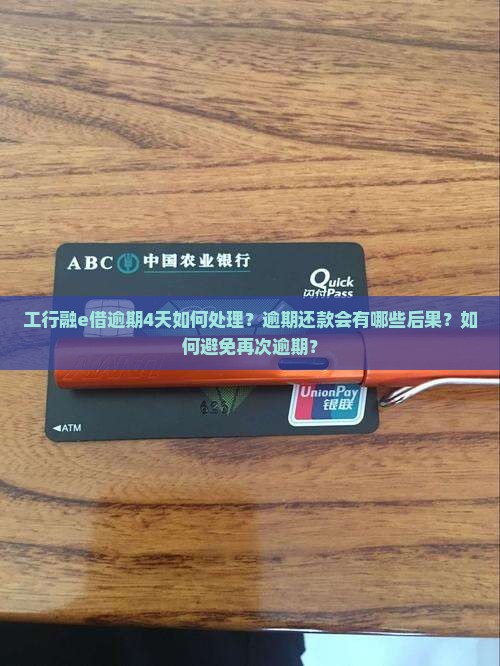 ABC 中国农业银行
Quick
闪付Pass
工行融e借逾期4天如何处理？逾期还款会有哪些后果？如
何避免再次逾期？
UnionPay
银联
◀ATM